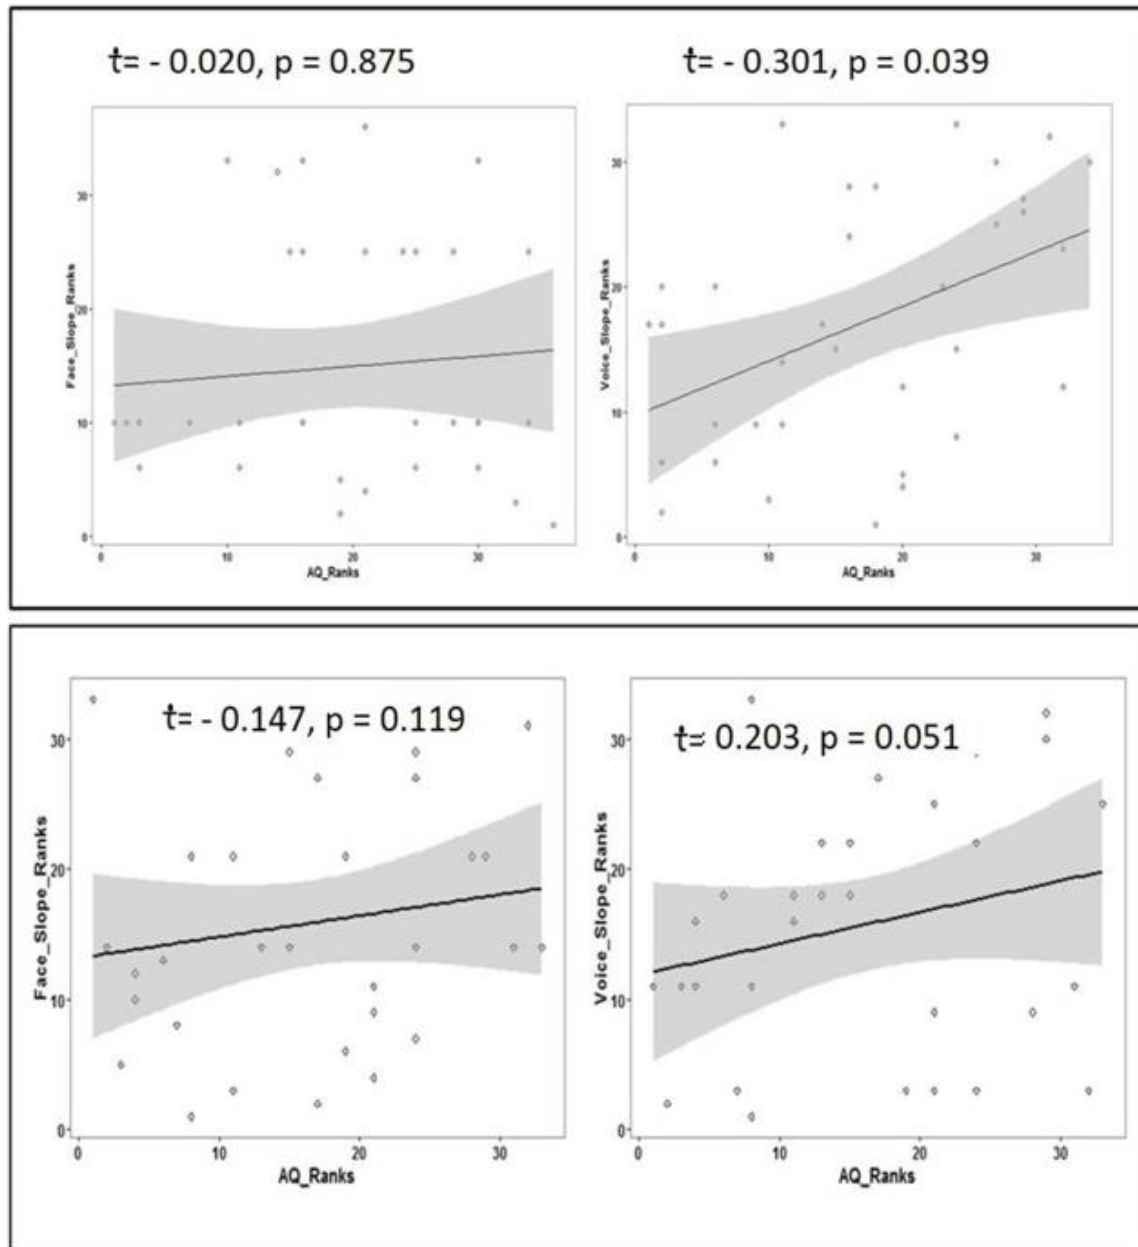 t= - 0.020, p = 0.875
t= - 0.301, p = 0.039
30
20
10
0
Face_Slope_Ranks
0 10 20 30
AQ_Ranks
30
20
10
0
Voice_Slope_Ranks
0 10 20 30
AQ_Ranks
t= - 0.147, p = 0.119
t= 0.203, p = 0.051
30
20
10
0
Face_Slope_Ranks
0 10 20 30
AQ_Ranks
30
20
10
0
Voice_Slope_Ranks
0 10 20 30
AQ_Ranks